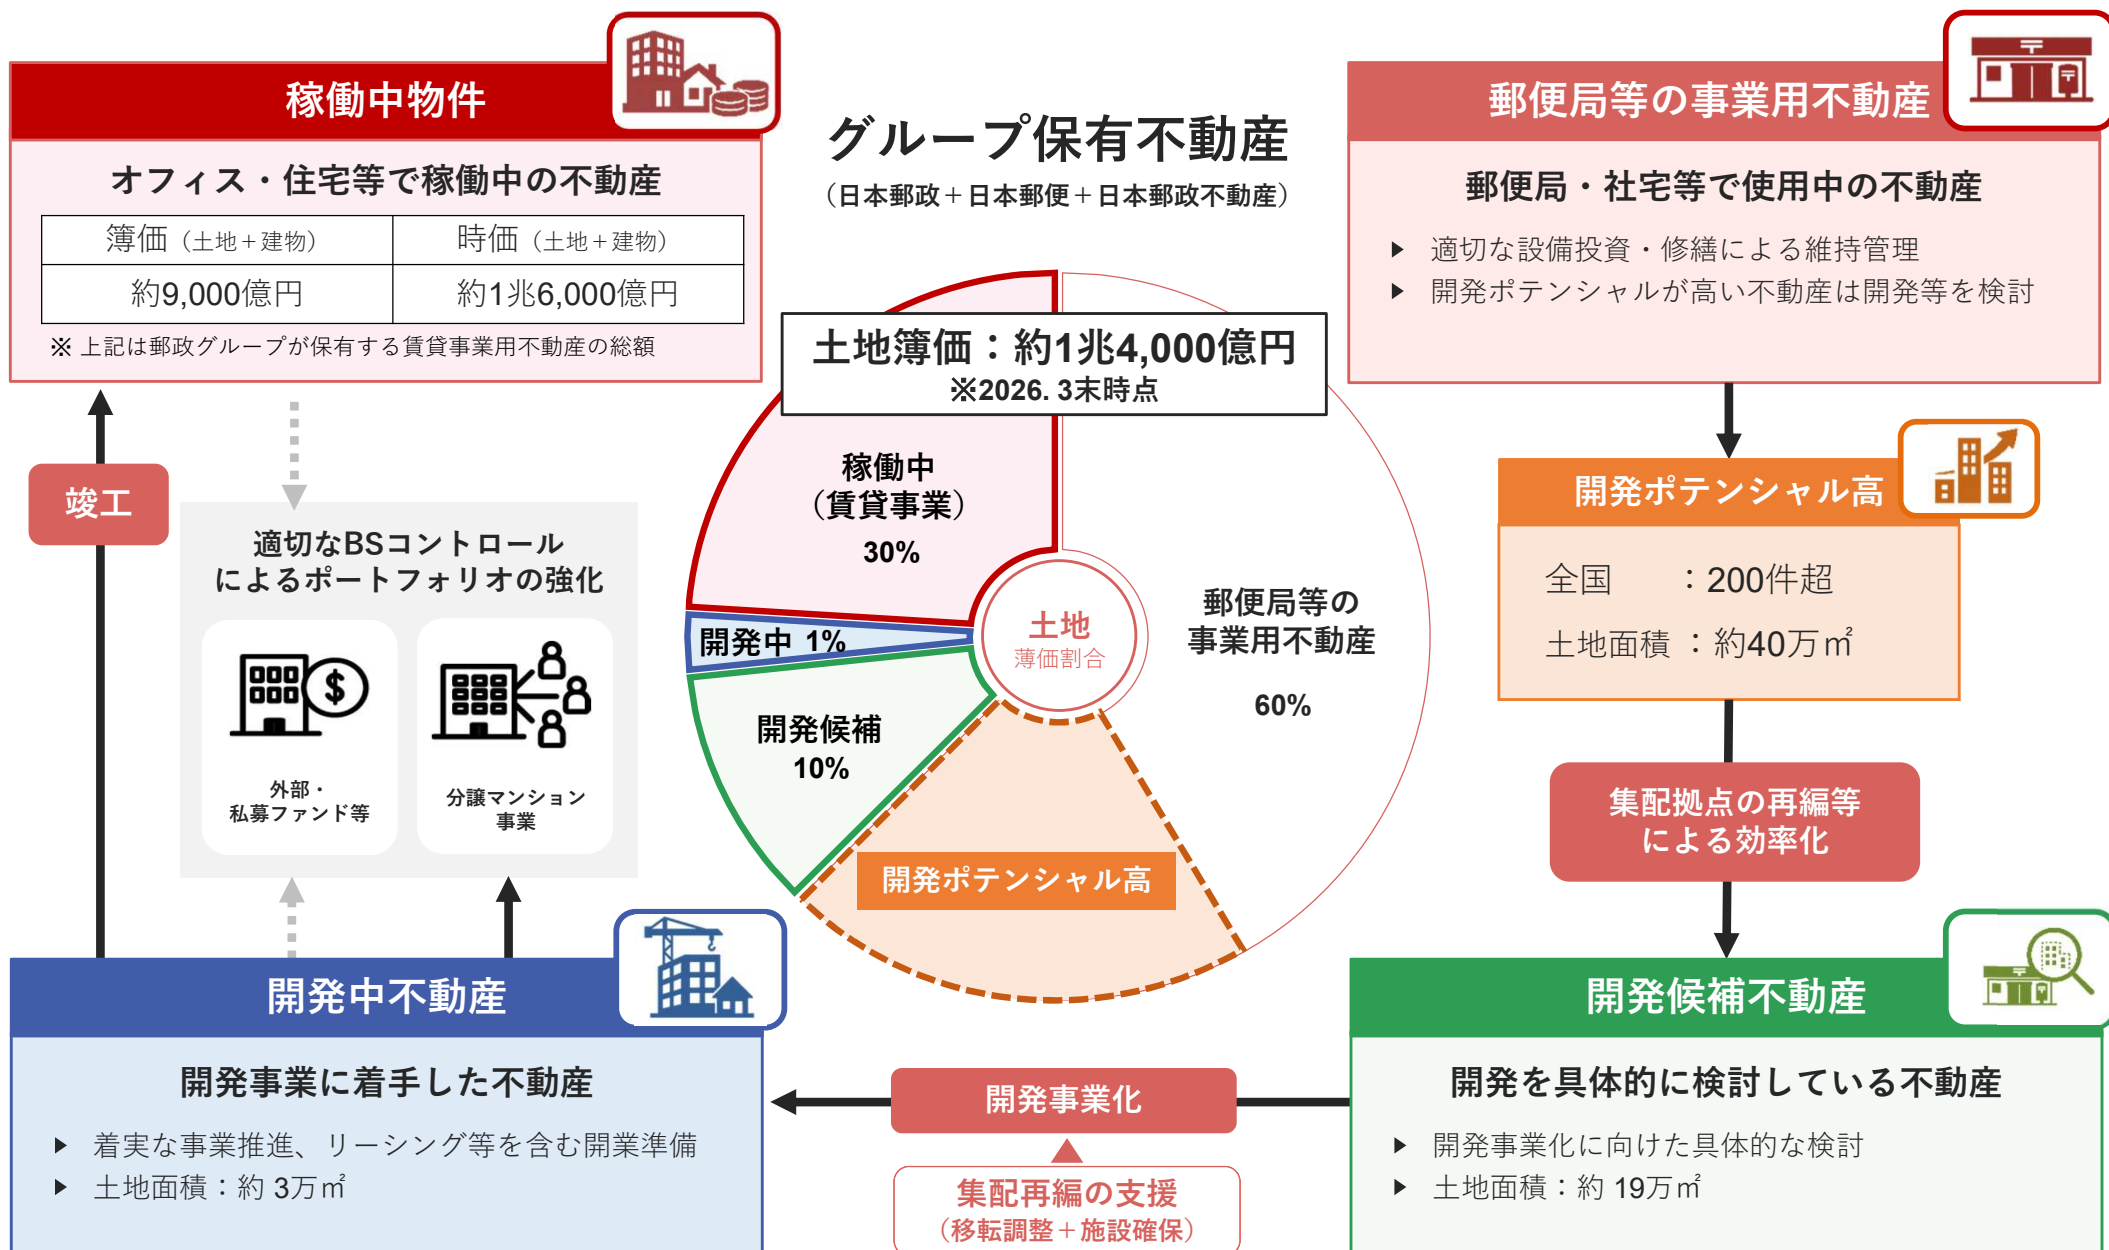 稼働中物件
オフィス・住宅等で稼働中の不動産
簿価（土地＋建物）　時価（土地＋建物）
約9,000億円　約1兆6,000億円
※ 上記は郵政グループが保有する賃貸事業用不動産の総額
竣工
適切なBSコントロール
によるポートフォリオの強化
外部・
私募ファンド等
分譲マンション
事業
開発中不動産
開発事業に着手した不動産
▶ 着実な事業推進、リーシング等を含む開業準備
▶ 土地面積：約 3万㎡
グループ保有不動産
（日本郵政＋日本郵便＋日本郵政不動産）
土地簿価：約1兆4,000億円
※2026. 3末時点
稼働中
（賃貸事業）
30%
開発中 1%
開発候補
10%
土地
薄価割合
郵便局等の
事業用不動産
60%
開発ポテンシャル高
開発事業化
集配再編の支援
（移転調整＋施設確保）
郵便局等の事業用不動産
郵便局・社宅等で使用中の不動産
▶ 適切な設備投資・修繕による維持管理
▶ 開発ポテンシャルが高い不動産は開発等を検討
開発ポテンシャル高
全国　　：200件超
土地面積：約40万㎡
集配拠点の再編等
による効率化
開発候補不動産
開発を具体的に検討している不動産
▶ 開発事業化に向けた具体的な検討
▶ 土地面積：約 19万㎡